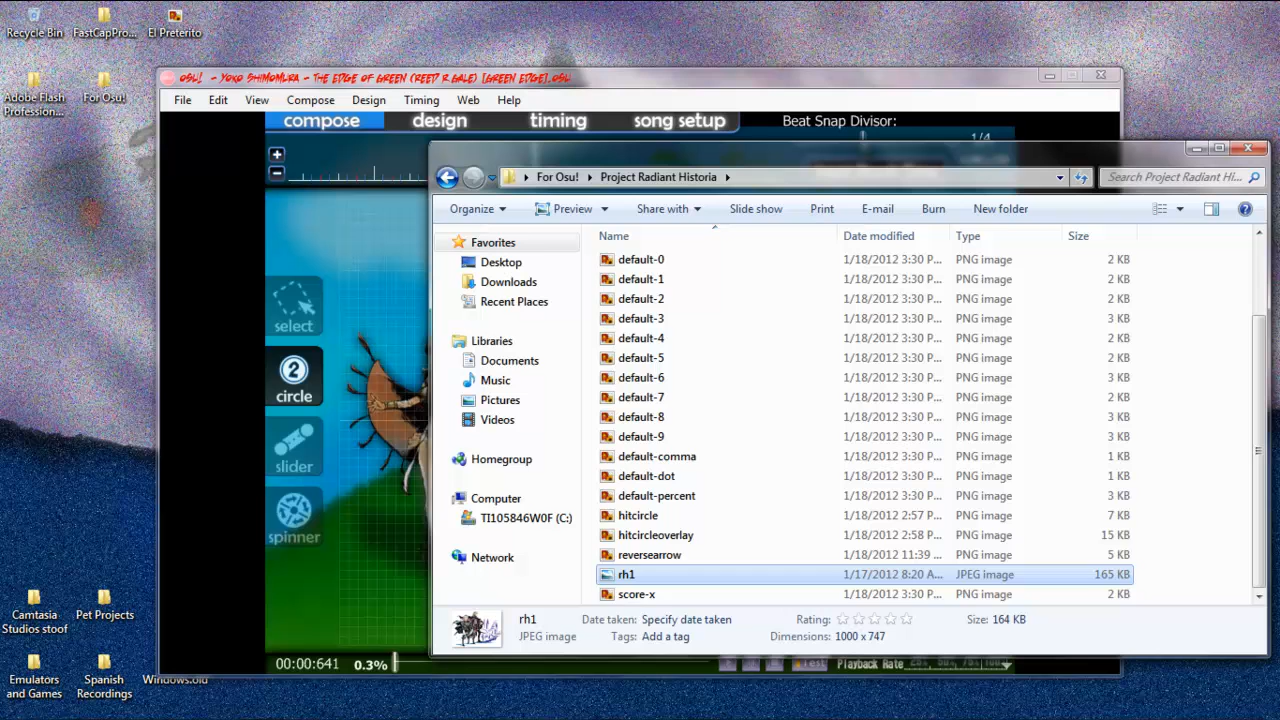 Recycle Bin
FastCapPro...
El Preterito
Adobe Flash
Profession...
For Osu!
osu! - Yoko Shimomura - The Edge of Green (Reed R.Gale) [Green Edge].osu
File Edit View Compose Design Timing Web Help
compose design timing song setup
Beat Snap Divisor:
1/4
For Osu! Project Radiant Historia
Search Project Radiant Hi...
Organize Preview Share with Slide show Print E-mail Burn New folder
Name Date modified Type Size
Favorites
Desktop
Downloads
Recent Places
Libraries
Documents
Music
Pictures
Videos
Homegroup
Computer
TI105846W0F (C:)
Network
default-0 1/18/2012 3:30 P... PNG image 2 KB
default-1 1/18/2012 3:30 P... PNG image 2 KB
default-2 1/18/2012 3:30 P... PNG image 2 KB
default-3 1/18/2012 3:30 P... PNG image 3 KB
default-4 1/18/2012 3:30 P... PNG image 2 KB
default-5 1/18/2012 3:30 P... PNG image 2 KB
default-6 1/18/2012 3:30 P... PNG image 3 KB
default-7 1/18/2012 3:30 P... PNG image 2 KB
default-8 1/18/2012 3:30 P... PNG image 3 KB
default-9 1/18/2012 3:30 P... PNG image 3 KB
default-comma 1/18/2012 3:30 P... PNG image 1 KB
default-dot 1/18/2012 3:30 P... PNG image 1 KB
default-percent 1/18/2012 3:30 P... PNG image 3 KB
hitcircle 1/18/2012 2:57 P... PNG image 7 KB
hitcircleoverlay 1/18/2012 2:58 P... PNG image 15 KB
reversearrow 1/18/2012 11:39 ... PNG image 5 KB
rh1 1/17/2012 8:20 A... JPEG image 165 KB
score-x 1/18/2012 3:30 P... PNG image 2 KB
select
2
circle
slider
spinner
rh1 Date taken: Specify date taken Rating: Size: 164 KB
JPEG image Tags: Add a tag Dimensions: 1000 x 747
00:00:641 0.3%
Test Playback Rate
Camtasia
Studios stoof
Pet Projects
Emulators
and Games
Spanish
Recordings
Windows.old